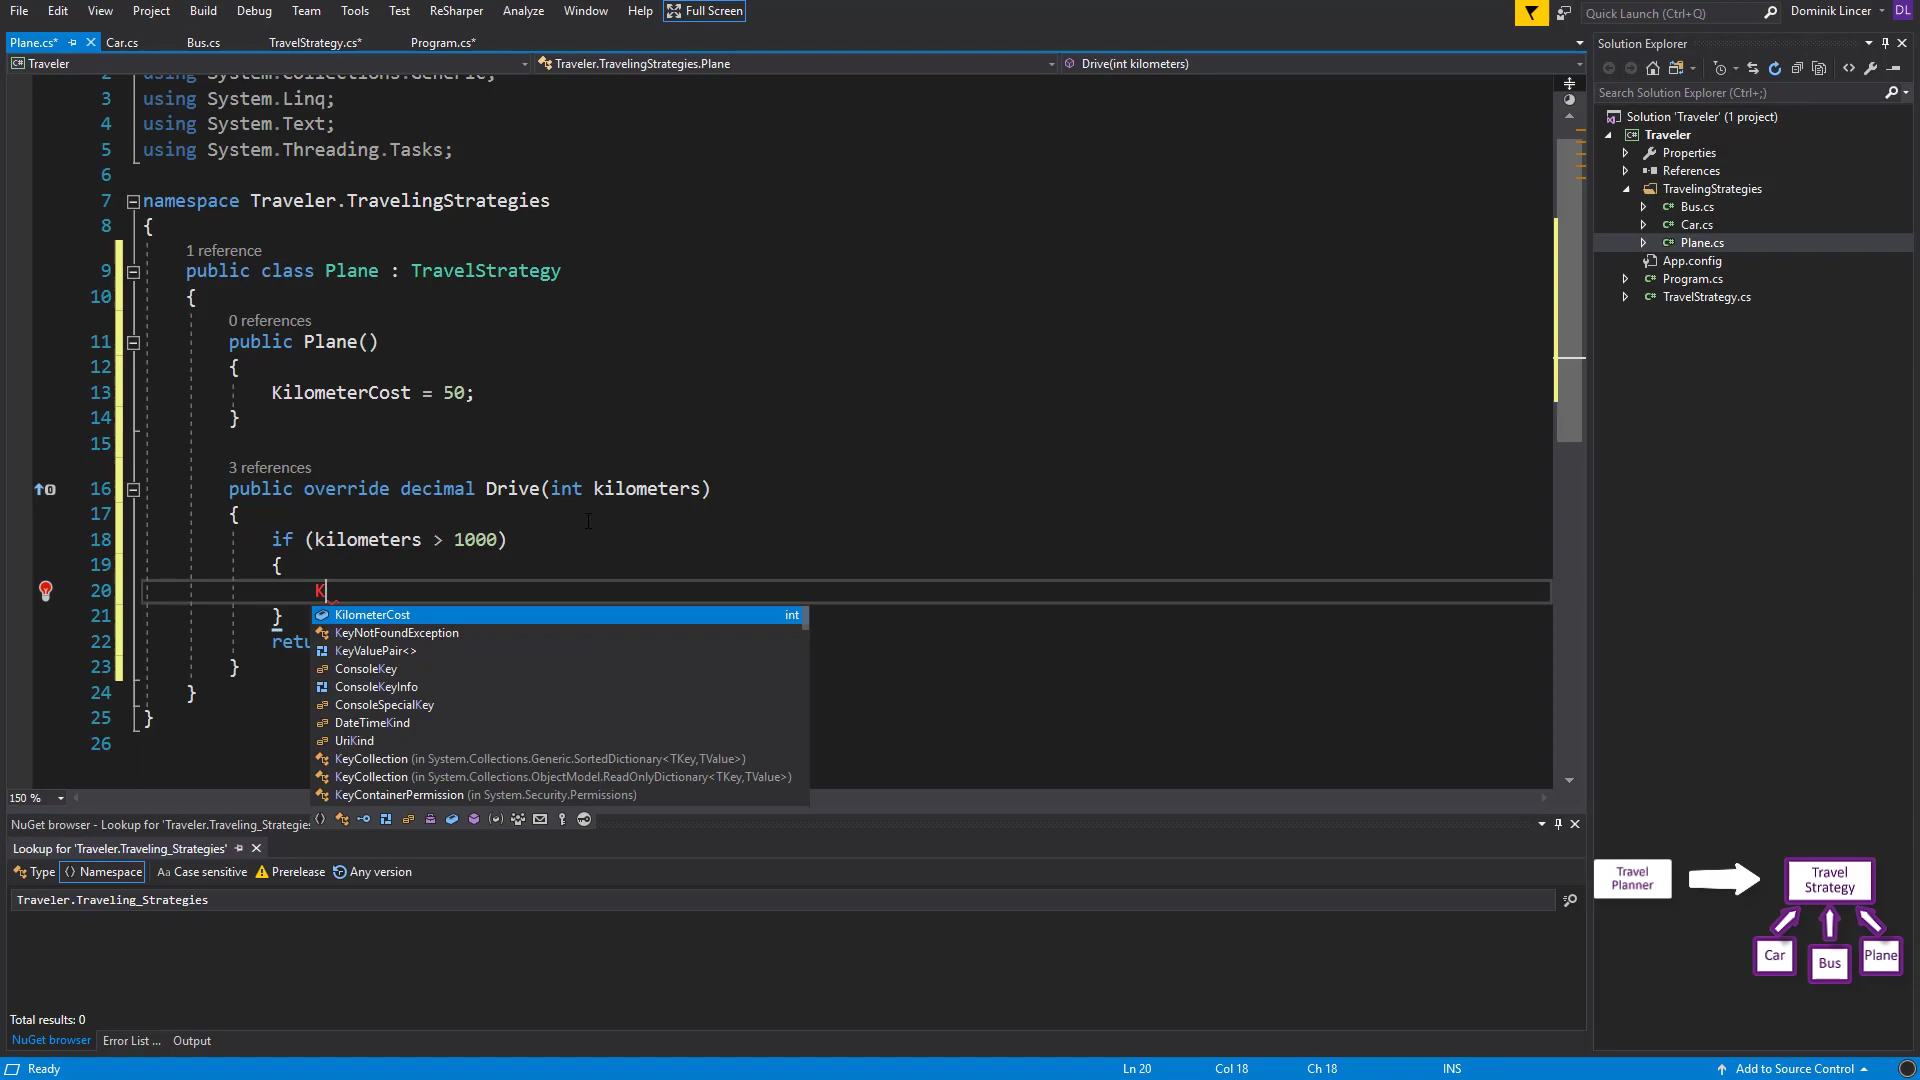 File Edit View Project Build Debug Team Tools Test ReSharper Analyze Window Help Full Screen
Quick Launch (Ctrl+Q)
Dominik Lincer
DL
Plane.cs* Car.cs Bus.cs TravelStrategy.cs* Program.cs*
Traveler
Traveler.TravelingStrategies.Plane
Drive(int kilometers)
2 using System.Collections.Generic;
3 using System.Linq;
4 using System.Text;
5 using System.Threading.Tasks;
6
7 namespace Traveler.TravelingStrategies
8 {
1 reference
9 public class Plane : TravelStrategy
10 {
0 references
11 public Plane()
12 {
13 KilometerCost = 50;
14 }
15
3 references
16 public override decimal Drive(int kilometers)
17 {
18 if (kilometers > 1000)
19 {
20 K
21 }
22 retu
23 }
24 }
25 }
26
KilometerCost int
KeyNotFoundException
KeyValuePair<>
ConsoleKey
ConsoleKeyInfo
ConsoleSpecialKey
DateTimeKind
UriKind
KeyCollection (in System.Collections.Generic.SortedDictionary<TKey,TValue>)
KeyCollection (in System.Collections.ObjectModel.ReadOnlyDictionary<TKey,TValue>)
KeyContainerPermission (in System.Security.Permissions)
150 %
NuGet browser - Lookup for 'Traveler.Traveling_Strategies
Lookup for 'Traveler.Traveling_Strategies'
Type Namespace Aa Case sensitive Prerelease Any version
Traveler.Traveling_Strategies
Total results: 0
NuGet browser Error List ... Output
Solution Explorer
Search Solution Explorer (Ctrl+;)
Solution 'Traveler' (1 project)
Traveler
Properties
References
TravelingStrategies
Bus.cs
Car.cs
Plane.cs
App.config
Program.cs
TravelStrategy.cs
Travel
Planner
Travel
Strategy
Car
Bus
Plane
Ready
Ln 20
Col 18
Ch 18
INS
Add to Source Control